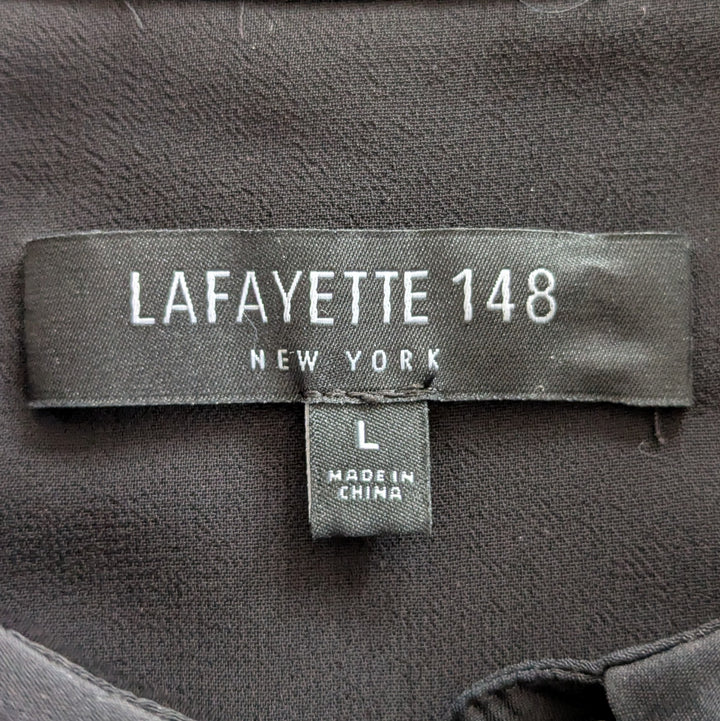 LAFAYETTE 148
NEW YORK
L
MADE IN
CHINA